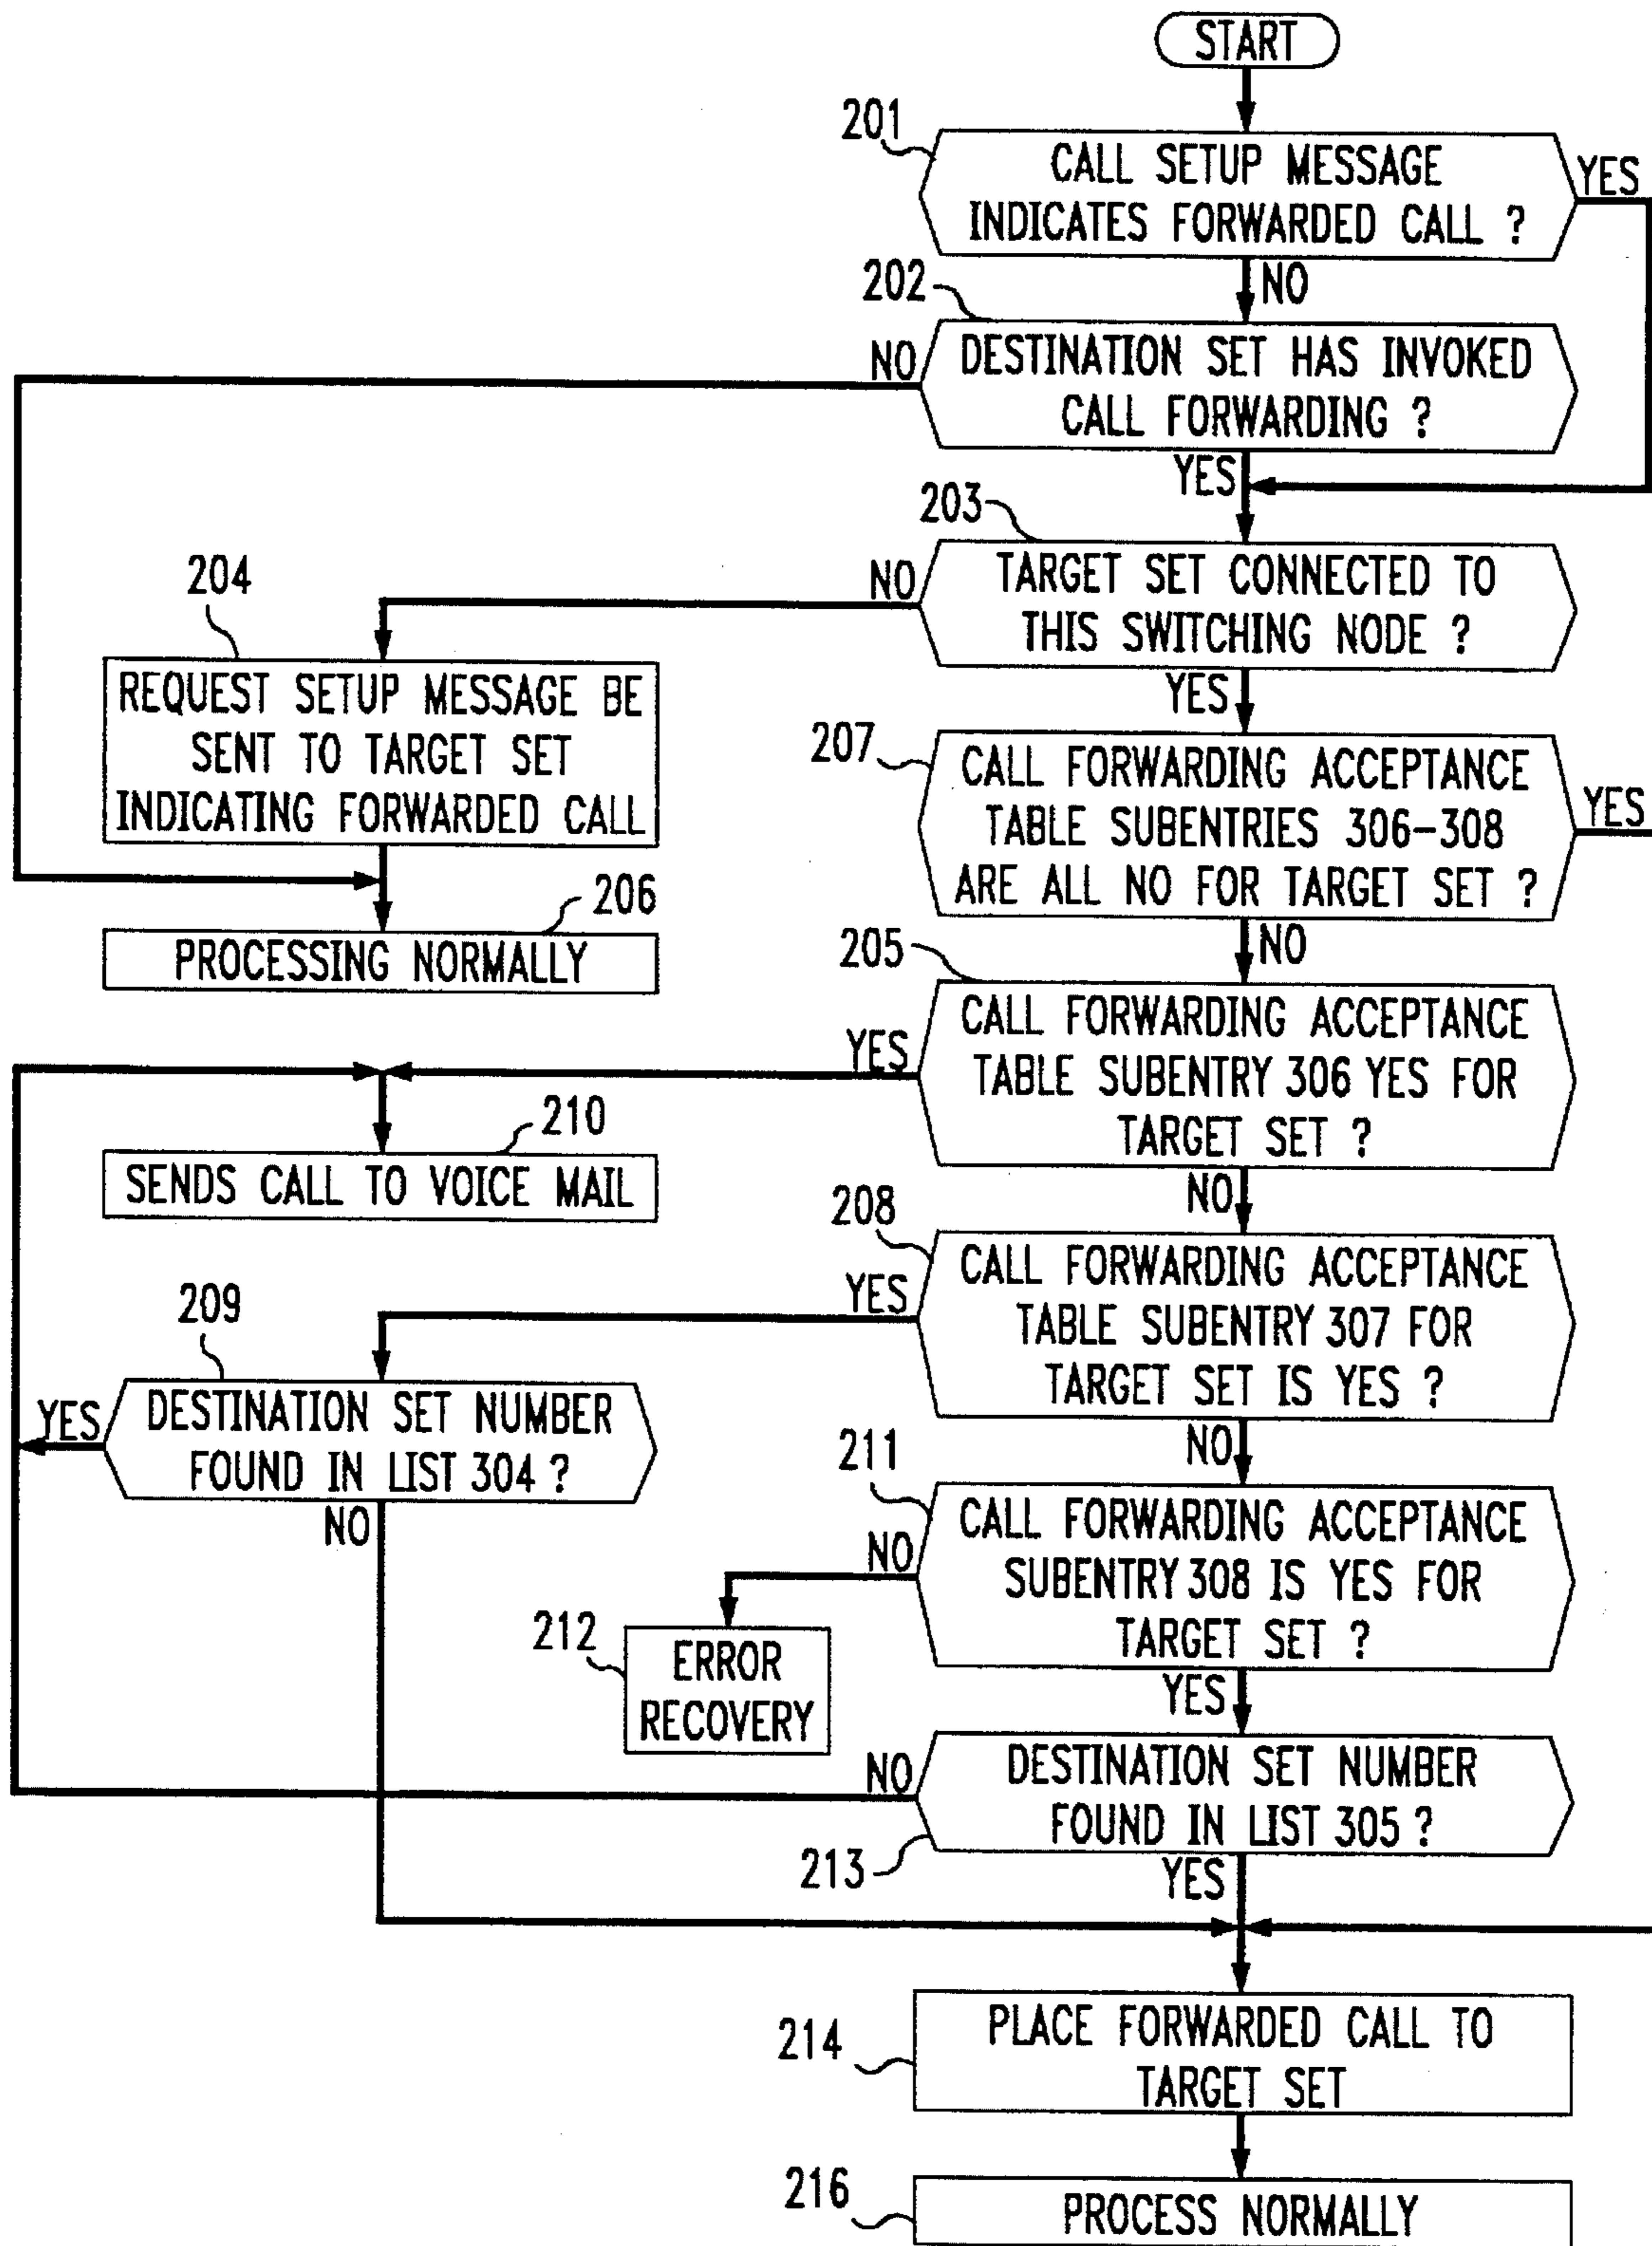 START
201
CALL SETUP MESSAGE
INDICATES FORWARDED CALL ?
YES
NO
202
DESTINATION SET HAS INVOKED
CALL FORWARDING ?
NO
YES
203
TARGET SET CONNECTED TO
THIS SWITCHING NODE ?
NO
YES
204
REQUEST SETUP MESSAGE BE
SENT TO TARGET SET
INDICATING FORWARDED CALL
206
PROCESSING NORMALLY
207
CALL FORWARDING ACCEPTANCE
TABLE SUBENTRIES 306-308
ARE ALL NO FOR TARGET SET ?
YES
NO
205
CALL FORWARDING ACCEPTANCE
TABLE SUBENTRY 306 YES FOR
TARGET SET ?
YES
NO
210
SENDS CALL TO VOICE MAIL
208
CALL FORWARDING ACCEPTANCE
TABLE SUBENTRY 307 FOR
TARGET SET IS YES ?
YES
NO
209
DESTINATION SET NUMBER
FOUND IN LIST 304 ?
YES
NO
211
CALL FORWARDING ACCEPTANCE
SUBENTRY 308 IS YES FOR
TARGET SET ?
NO
YES
212
ERROR
RECOVERY
DESTINATION SET NUMBER
FOUND IN LIST 305 ?
NO
213
YES
214
PLACE FORWARDED CALL TO
TARGET SET
216
PROCESS NORMALLY